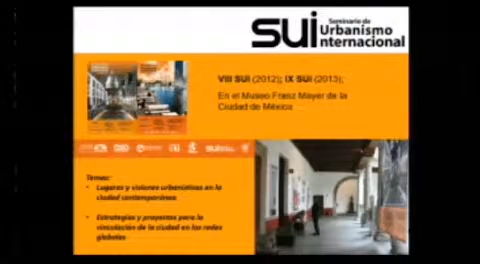 sui
Seminario de
Urbanismo
Internacional
VIII SUI (2012); IX SUI (2013);
En el Museo Franz Mayer de la
Ciudad de México
Temas:
• Lugares y visiones urbanísticas en la
ciudad contemporánea
• Estrategias y proyectos para la
vinculación de la ciudad en las redes
globales